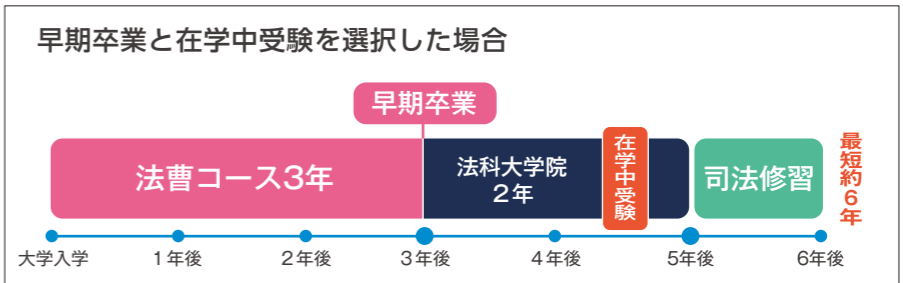 早期卒業と在学中受験を選択した場合
早期卒業
法曹コース3年
法科大学院
2年
在学中受験
司法修習
最短約6年
大学入学
1年後
2年後
3年後
4年後
5年後
6年後